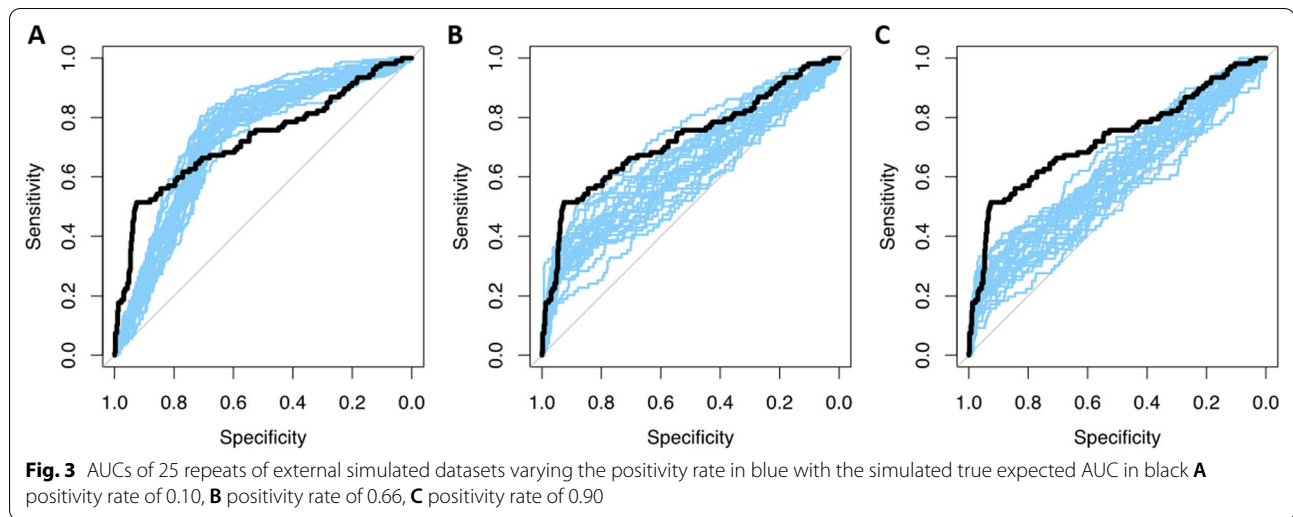 A
B
C
1.0
0.8
0.6
0.4
0.2
0.0
Sensitivity
1.0 0.8 0.6 0.4 0.2 0.0
Specificity
1.0
0.8
0.6
0.4
0.2
0.0
Sensitivity
1.0 0.8 0.6 0.4 0.2 0.0
Specificity
1.0
0.8
0.6
0.4
0.2
0.0
Sensitivity
1.0 0.8 0.6 0.4 0.2 0.0
Specificity
Fig. 3 AUCs of 25 repeats of external simulated datasets varying the positivity rate in blue with the simulated true expected AUC in black A
positivity rate of 0.10, B positivity rate of 0.66, C positivity rate of 0.90